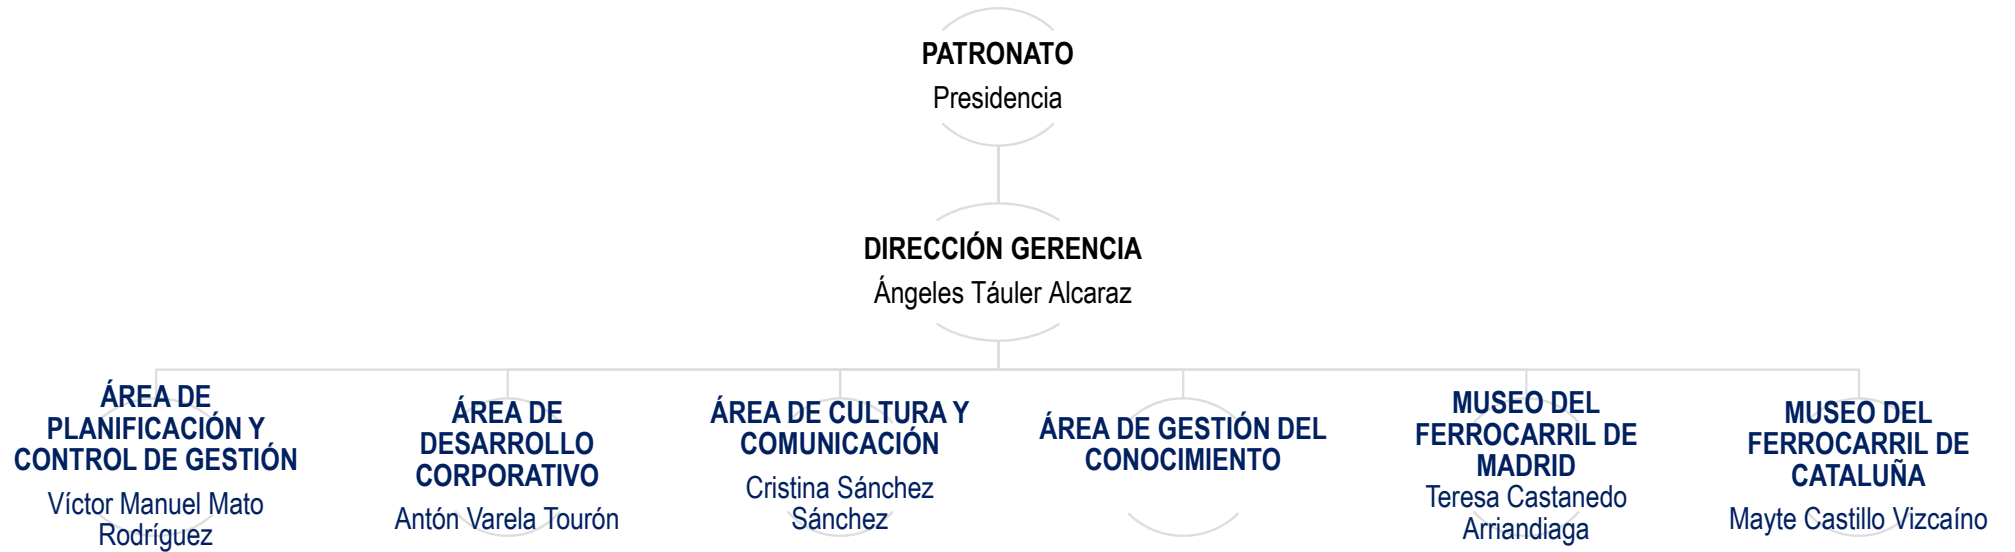 PATRONATO
Presidencia
DIRECCIÓN GERENCIA
Ángeles Táuler Alcaraz
ÁREA DE
PLANIFICACIÓN Y
CONTROL DE GESTIÓN
Víctor Manuel Mato
Rodríguez
ÁREA DE
DESARROLLO
CORPORATIVO
Antón Varela Tourón
ÁREA DE CULTURA Y
COMUNICACIÓN
Cristina Sánchez
Sánchez
ÁREA DE GESTIÓN DEL
CONOCIMIENTO
MUSEO DEL
FERROCARRIL DE
MADRID
Teresa Castanedo
Arriandiaga
MUSEO DEL
FERROCARRIL DE
CATALUÑA
Mayte Castillo Vizcaíno